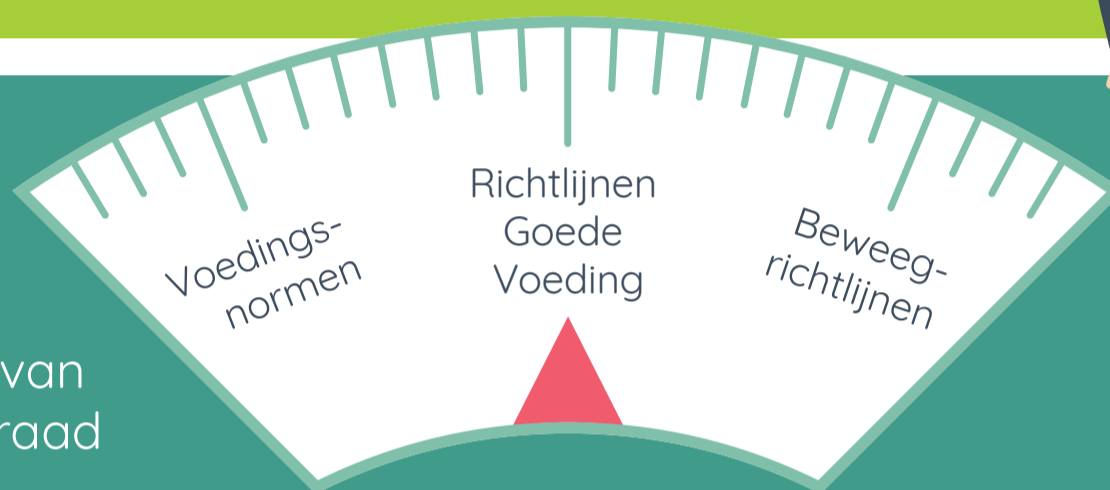 Voedings-
normen
Richtlijnen
Goede
Voeding
Beweeg-
richtlijnen
van
raad